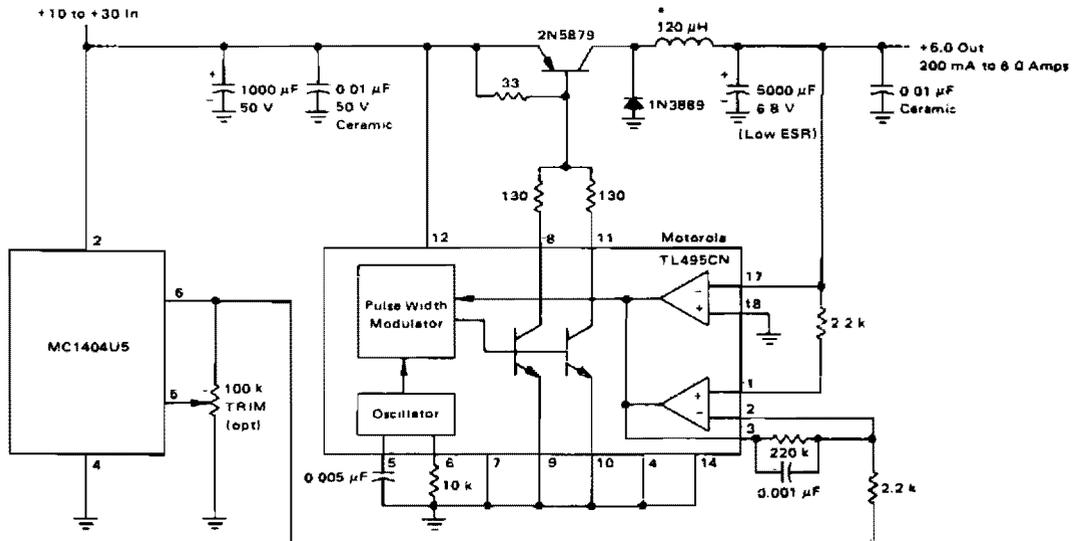 +10 to +30 In
2N5879
*
120 µH
+6.0 Out
200 mA to 6 0 Amps
+
1000 µF
50 V
0 01 µF
50 V
Ceramic
33
1N3889
+
5000 µF
6 8 V
(Low ESR)
0 01 µF
Ceramic
130
130
2
12
8
11
Motorola
TL495CN
17
18
6
Pulse Width
Modulator
-
+
2 2 k
MC1404U5
5
100 k
TRIM
(opt)
Oscillator
+
-
1
2
3
220 k
0.001 µF
4
5
6
7
9
10
4
14
0 005 µF
10 k
2.2 k